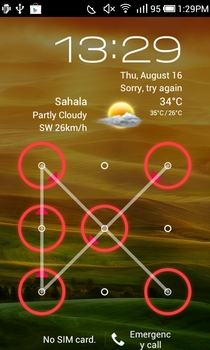 95 1:29PM
13:29
Thu, August 16
Sorry, try again
Sahala
34°C
Partly Cloudy
35°C / 26°C
SW 26km/h
No SIM card.
Emergenc
y call